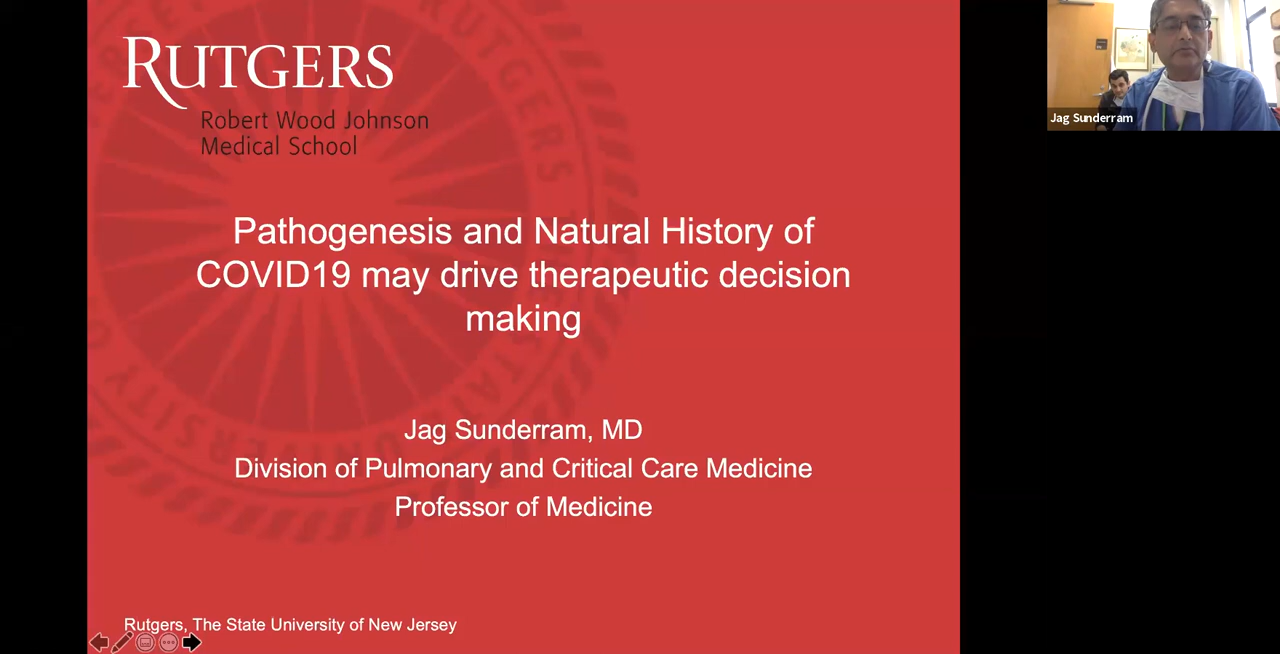 RUTGERS
Robert Wood Johnson
Medical School
Pathogenesis and Natural History of
COVID19 may drive therapeutic decision
making
Jag Sunderram, MD
Division of Pulmonary and Critical Care Medicine
Professor of Medicine
Rutgers, The State University of New Jersey
Jag Sunderram